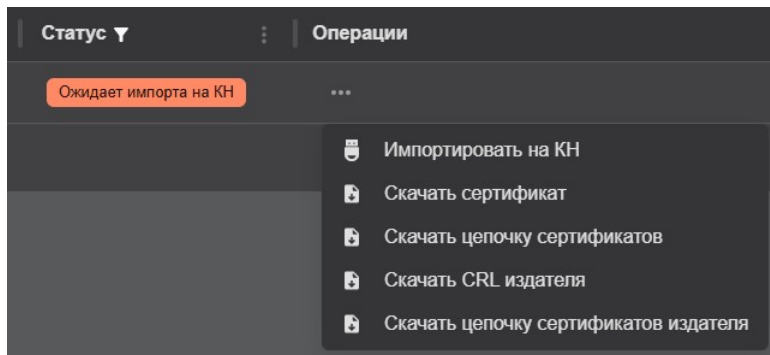 Статус
Операции
Ожидает импорта на КН
Импортировать на КН
Скачать сертификат
Скачать цепочку сертификатов
Скачать CRL издателя
Скачать цепочку сертификатов издателя